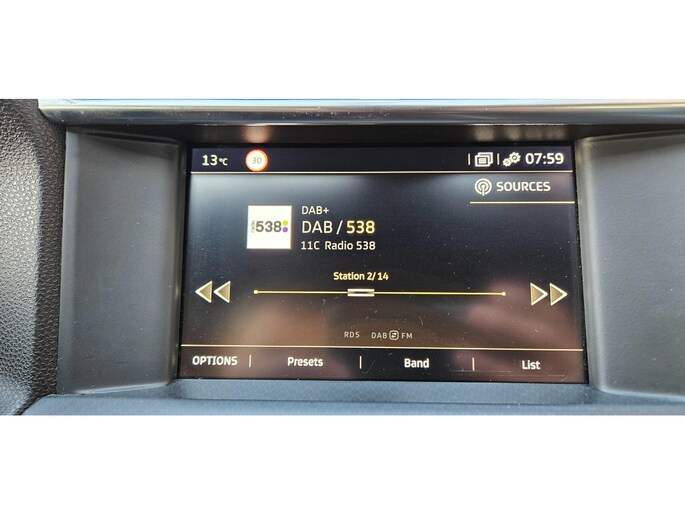 13°C 30 07:59
SOURCES
538
DAB+
DAB / 538
11C Radio 538
Station 2/14
RDS DAB FM
OPTIONS Presets Band List